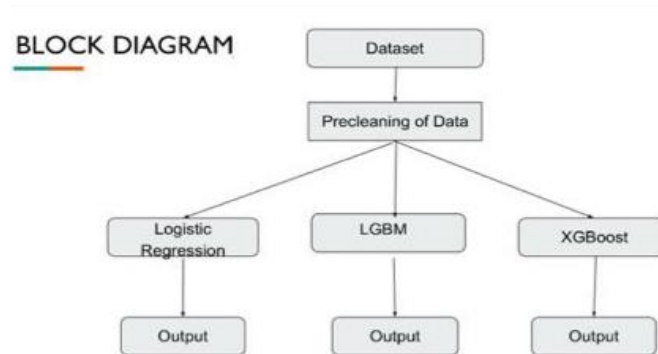 BLOCK DIAGRAM
Dataset
Precleaning of Data
Logistic
Regression
LGBM
XGBoost
Output
Output
Output